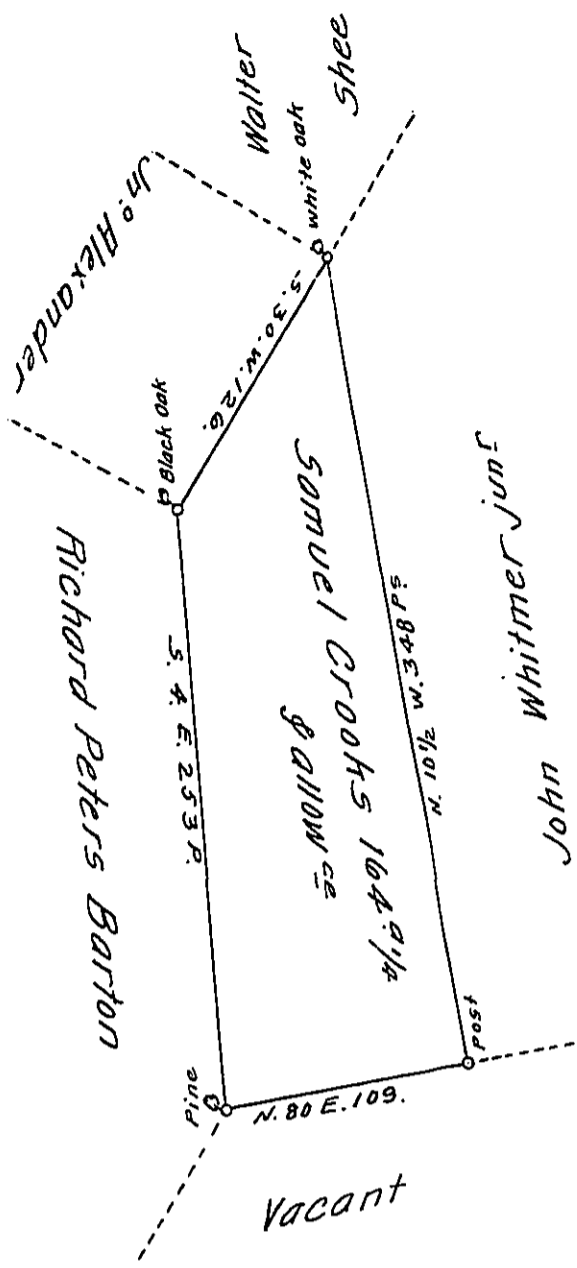 Walter
Shee
White Oak
Jn.o Alexander
S. 30. W. 126.
Black Oak
Samuel Crooks 164.a 1/4
& allow ce
N. 10 1/2 W. 348 Ps
John Whitmer junr
S. 4. E. 253 P.
Richard Peters Barton
Post
Pine
N. 80 E. 109.
Vacant